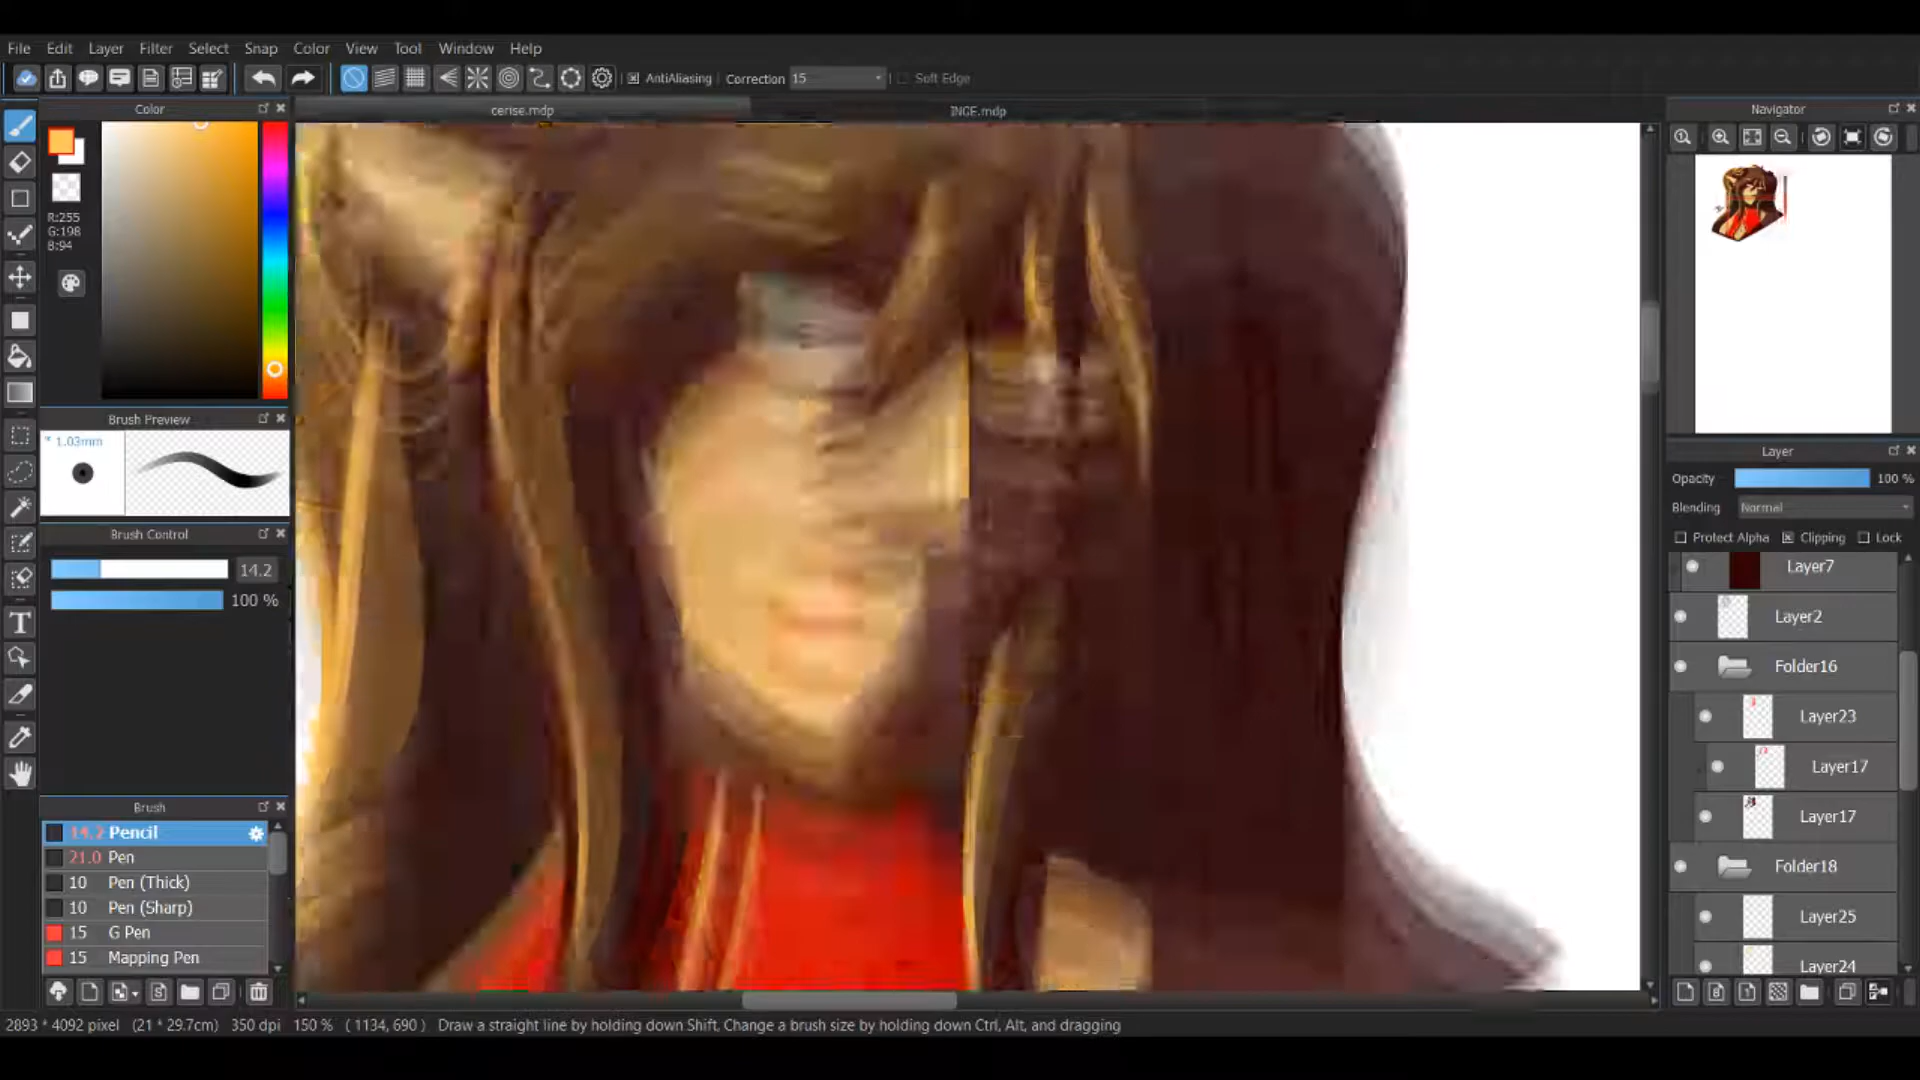 File Edit Layer Filter Select Snap Color View Tool Window Help
AntiAliasing Correction 15 Soft Edge
Color
cerise.mdp
INGE.mdp
Navigator
R:255
G:198
B:94
Brush Preview
* 1.03mm
Brush Control
14.2
100 %
Brush
14.2 Pencil
21.0 Pen
10 Pen (Thick)
10 Pen (Sharp)
15 G Pen
15 Mapping Pen
Layer
Opacity 100 %
Blending Normal
Protect Alpha Clipping Lock
Layer7
Layer2
Folder16
Layer23
Layer17
Layer17
Folder18
Layer25
Layer24
2893 * 4092 pixel (21 * 29.7cm) 350 dpi 150 % ( 1134, 690 ) Draw a straight line by holding down Shift, Change a brush size by holding down Ctrl, Alt, and dragging